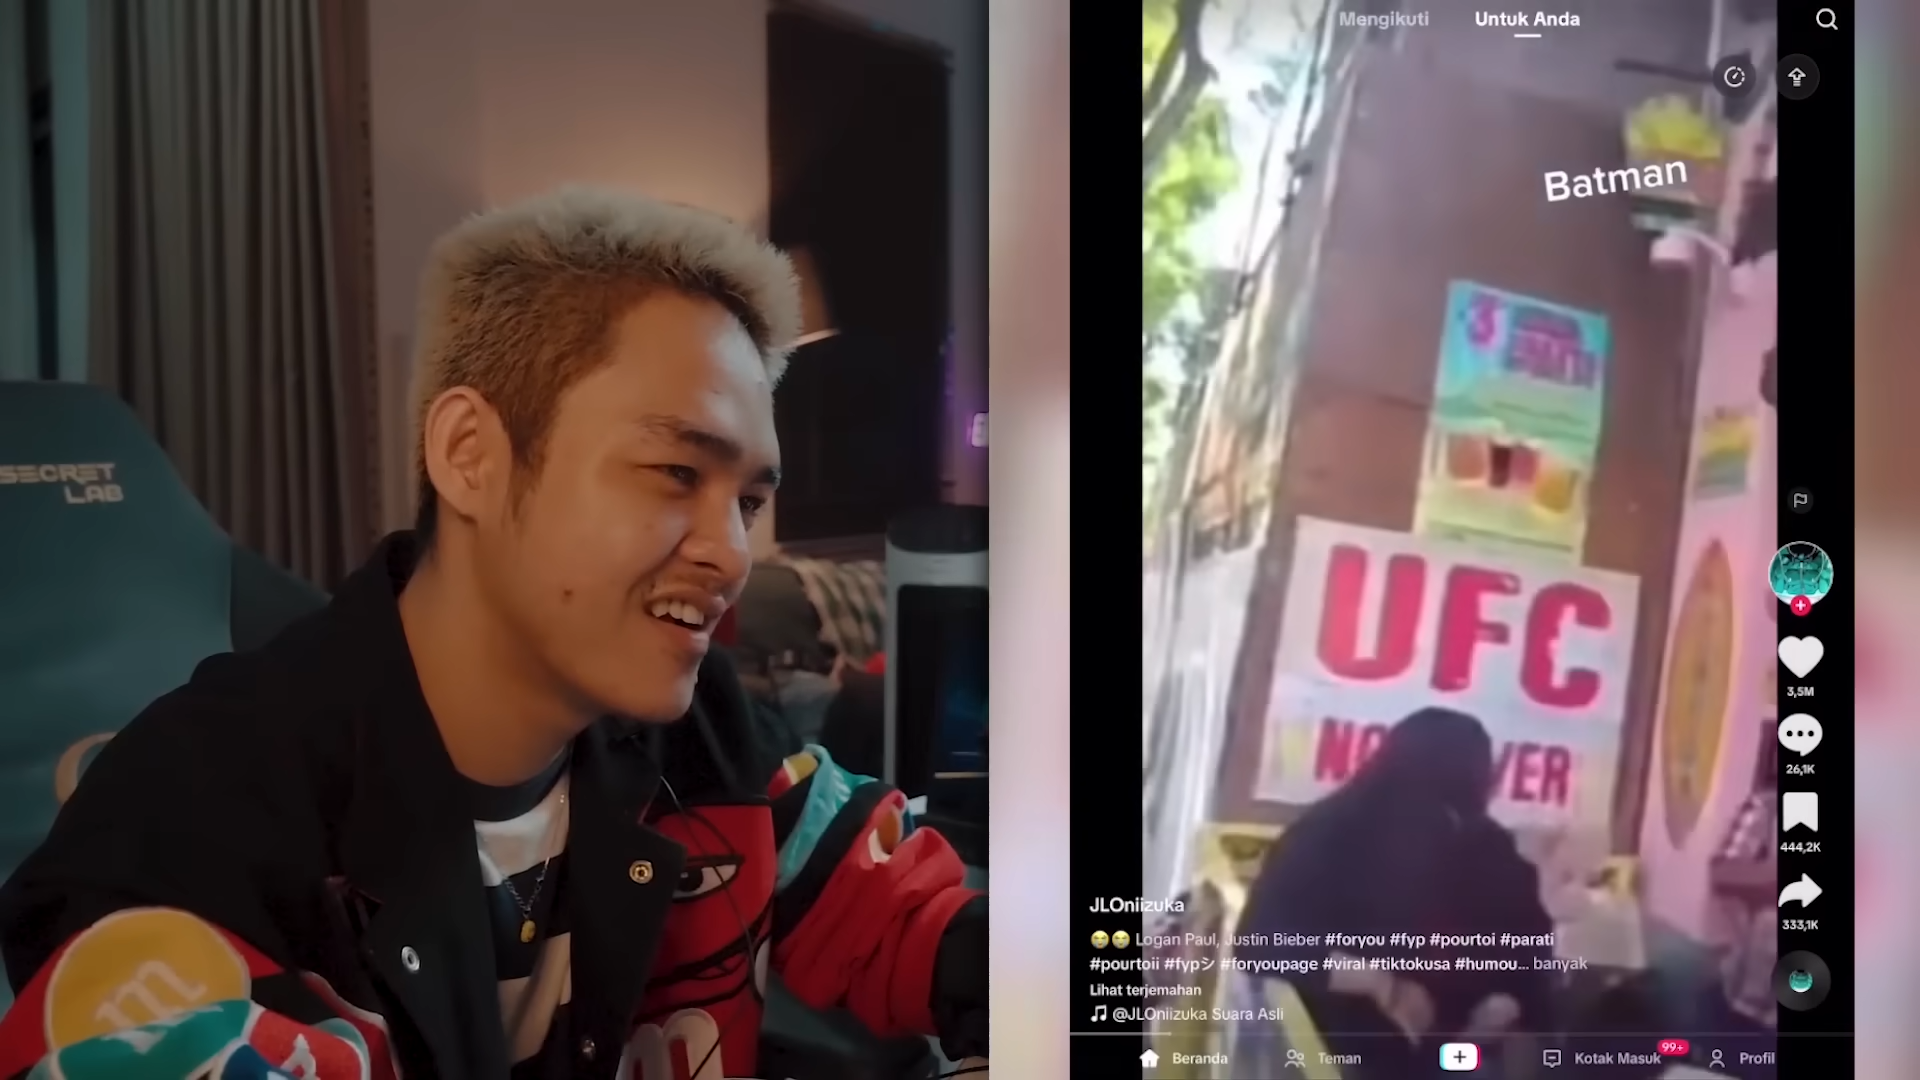 SECRET
LAB
m
Mengikuti
Untuk Anda
Batman
3
UFC
VER
3,5M
26,1K
444,2K
333,1K
JLOniizuka
😭😭 Logan Paul, Justin Bieber #foryou #fyp #pourtoi #parati
#pourtoii #fypシ #foryoupage #viral #tiktokusa #humou... banyak
Lihat terjemahan
@JLOniizuka Suara Asli
Beranda
Teman
Kotak Masuk
99+
Profil